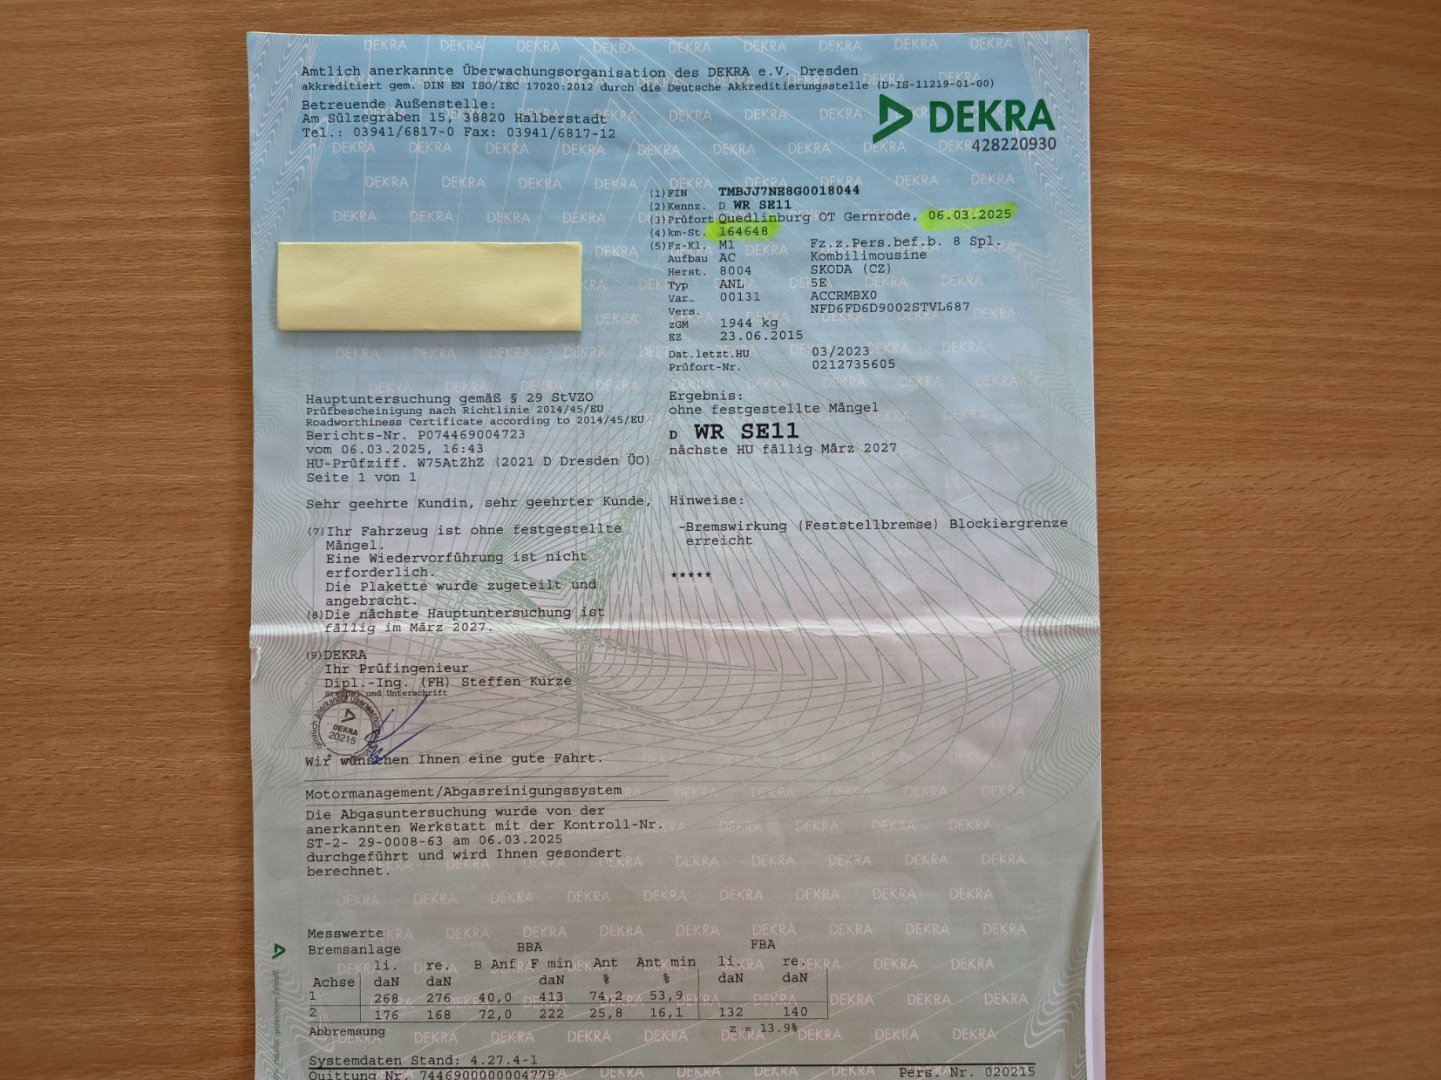 Amtlich anerkannte Überwachungsorganisation des DEKRA e.V. Dresden
akkreditiert gem. DIN EN ISO/IEC 17020:2012 durch die Deutsche Akkreditierungsstelle (D-IS-11219-01-00)
Betreuende Außenstelle:
Am Sülzegraben 15, 38820 Halberstadt
Tel.: 03941/6817-0 Fax: 03941/6817-12
DEKRA
428220930
(1)FIN TMBJJ7NE8G0018044
(2)Kennz. D WR SE11
(3)Prüfort Quedlinburg OT Gernrode, 06.03.2025
(4)km-St. 164648
(5)Fz-Kl. M1 Fz.z.Pers.bef.b. 8 Spl.
Aufbau AC Kombilimousine
Herst. 8004 SKODA (CZ)
Typ ANL 5E
Var. 00131 ACCRMBX0
Vers. NFD6FD6D9002STVL687
zGM 1944 kg
EZ 23.06.2015
Dat.letzt.HU 03/2023
Prüfort-Nr. 0212735605
Hauptuntersuchung gemäß § 29 StVZO
Prüfbescheinigung nach Richtlinie 2014/45/EU
Roadworthiness Certificate according to 2014/45/EU
Berichts-Nr. P074469004723
vom 06.03.2025, 16:43
HU-Prüfziff. W75AtZhZ (2021 D Dresden ÜO)
Seite 1 von 1
Ergebnis:
ohne festgestellte Mängel
D WR SE11
nächste HU fällig März 2027
Sehr geehrte Kundin, sehr geehrter Kunde,
(7)Ihr Fahrzeug ist ohne festgestellte
Mängel.
Eine Wiedervorführung ist nicht
erforderlich.
Die Plakette wurde zugeteilt und
angebracht.
(8)Die nächste Hauptuntersuchung ist
fällig im März 2027.
Hinweise:
-Bremswirkung (Feststellbremse) Blockiergrenze
erreicht
*****
(9)DEKRA
Ihr Prüfingenieur
Dipl.-Ing. (FH) Steffen Kurze
Stempel und Unterschrift
DEKRA
20215
Wir wünschen Ihnen eine gute Fahrt.
Motormanagement/Abgasreinigungssystem
Die Abgasuntersuchung wurde von der
anerkannten Werkstatt mit der Kontroll-Nr.
ST-2- 29-0008-63 am 06.03.2025
durchgeführt und wird Ihnen gesondert
berechnet.
Messwerte
Bremsanlage BBA FBA
li. re. B Anf F min Ant Ant min li. re.
Achse daN daN daN % % daN daN
1 268 276 40,0 413 74,2 53,9
2 176 168 72,0 222 25,8 16,1 132 140
Abbremsung z = 13.9%
Systemdaten Stand: 4.27.4-1
Quittung Nr. 7446900000004779 Pers. Nr. 020215